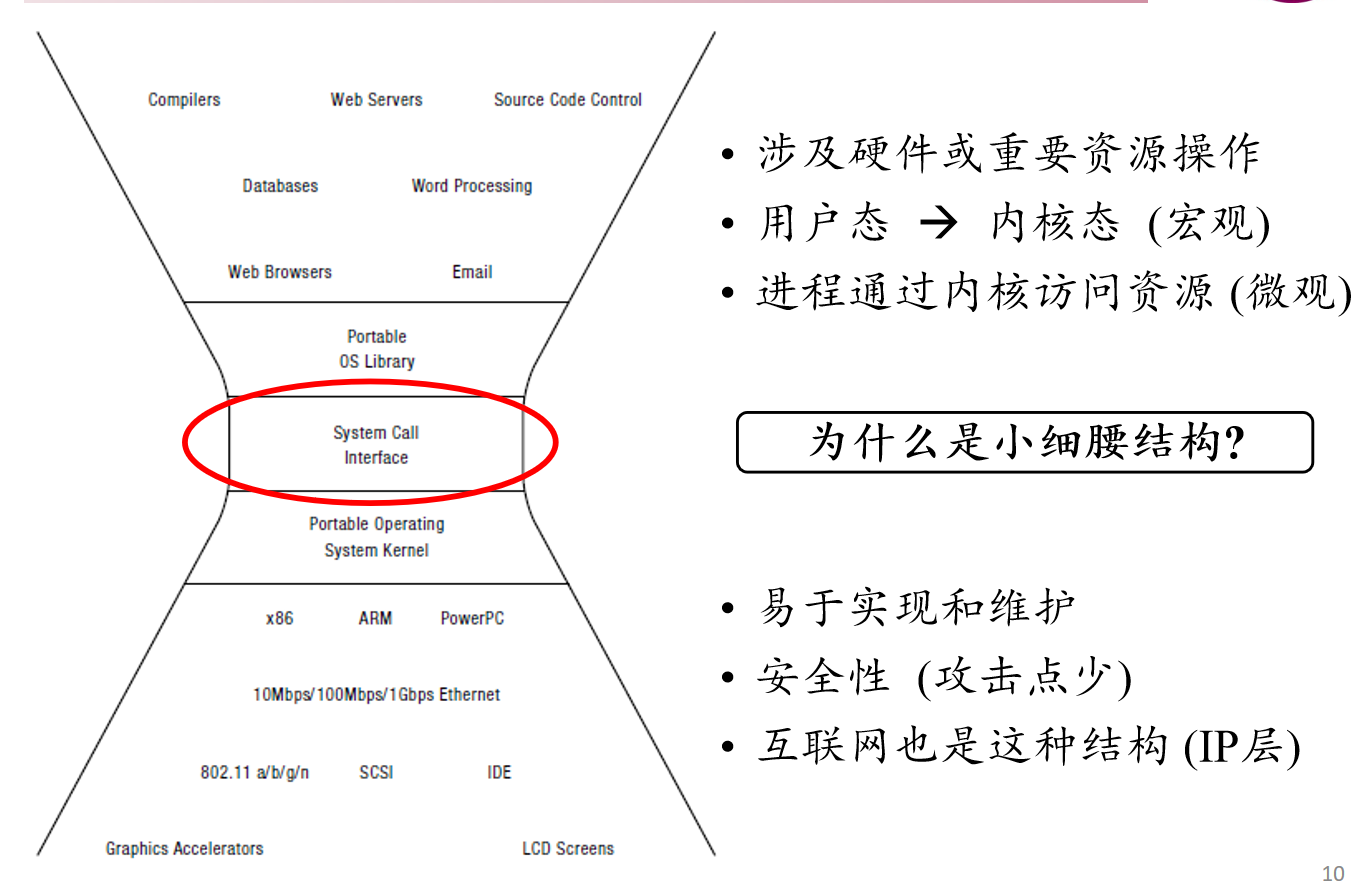 Compilers Web Servers Source Code Control
Databases Word Processing
Web Browsers Email
Portable
OS Library
System Call
Interface
Portable Operating
System Kernel
x86 ARM PowerPC
10Mbps/100Mbps/1Gbps Ethernet
802.11 a/b/g/n SCSI IDE
Graphics Accelerators LCD Screens
• 涉及硬件或重要资源操作
• 用户态 → 内核态 (宏观)
• 进程通过内核访问资源 (微观)
为什么是小细腰结构?
• 易于实现和维护
• 安全性 (攻击点少)
• 互联网也是这种结构 (IP层)
10